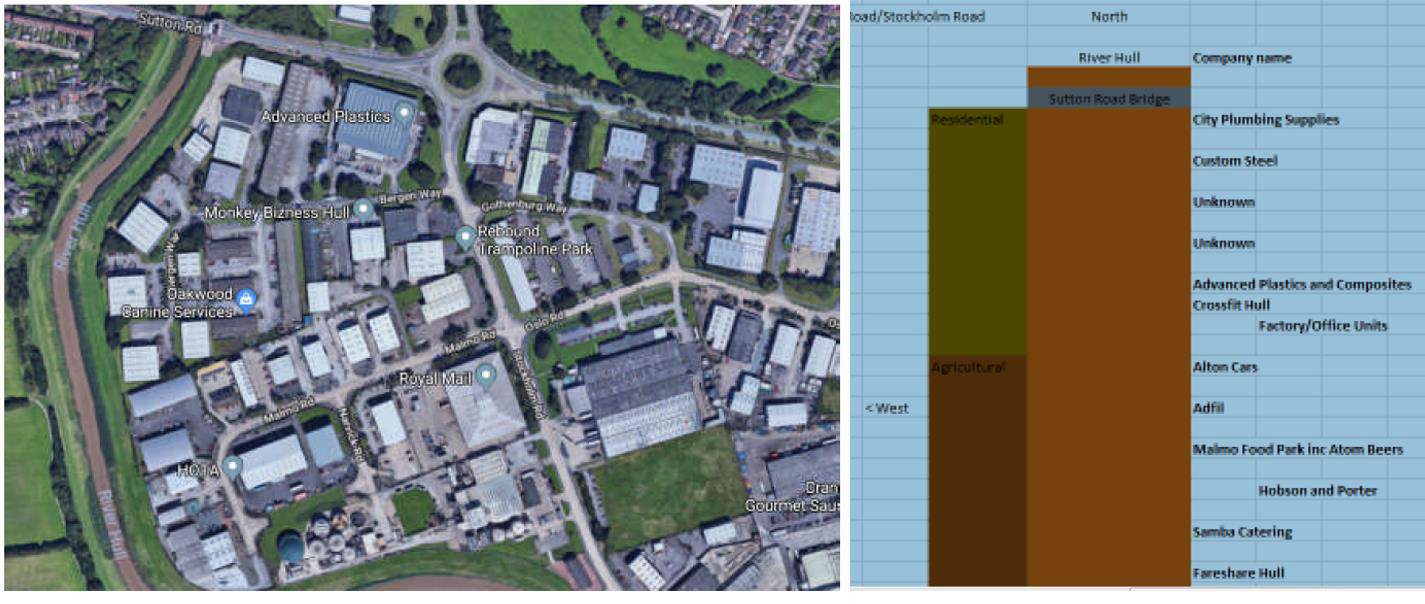 Sutton Rd
Advanced Plastics
Bergen Way
Monkey Bizness Hull
Gothenburg Way
Rebound
Trampoline Park
River Hull
Bergen Way
Oakwood
Canine Services
Oslo Rd
Malmo Rd
Stockholm Rd
Royal Mail
Malmo Rd
Narvick Rd
HO1A
River Hull
Gourmet Saus
Road/Stockholm Road
North
River Hull
Company name
Sutton Road Bridge
Residential
City Plumbing Supplies
Custom Steel
Unknown
Unknown
Advanced Plastics and Composites
Crossfit Hull
Factory/Office Units
Agricultural
Alton Cars
< West
Adfil
Malmo Food Park inc Atom Beers
Hobson and Porter
Samba Catering
Fareshare Hull